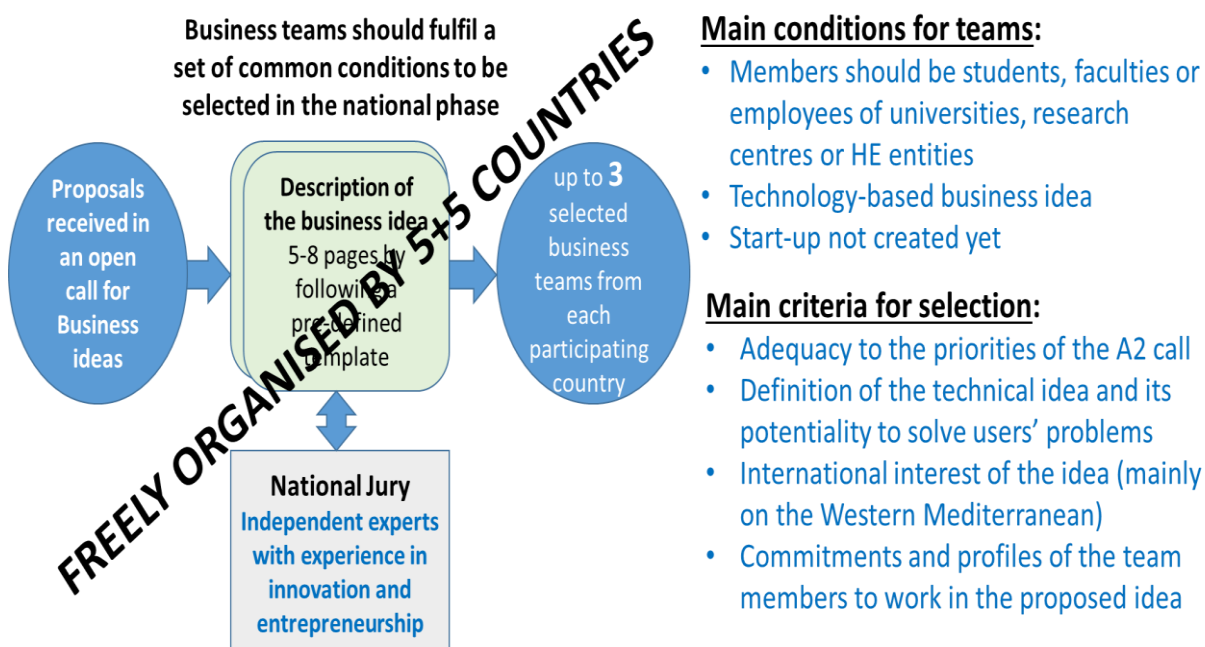 Business teams should fulfil a
set of common conditions to be
selected in the national phase
Proposals
received in
an open
call for
Business
ideas
Description of
the business idea
5-8 pages by
following a
pre-defined
template
up to 3
selected
business
teams from
each
participating
country
National Jury
Independent experts
with experience in
innovation and
entrepreneurship
FREELY ORGANISED BY 5+5 COUNTRIES
Main conditions for teams:
• Members should be students, faculties or
employees of universities, research
centres or HE entities
• Technology-based business idea
• Start-up not created yet
Main criteria for selection:
• Adequacy to the priorities of the A2 call
• Definition of the technical idea and its
potentiality to solve users' problems
• International interest of the idea (mainly
on the Western Mediterranean)
• Commitments and profiles of the team
members to work in the proposed idea